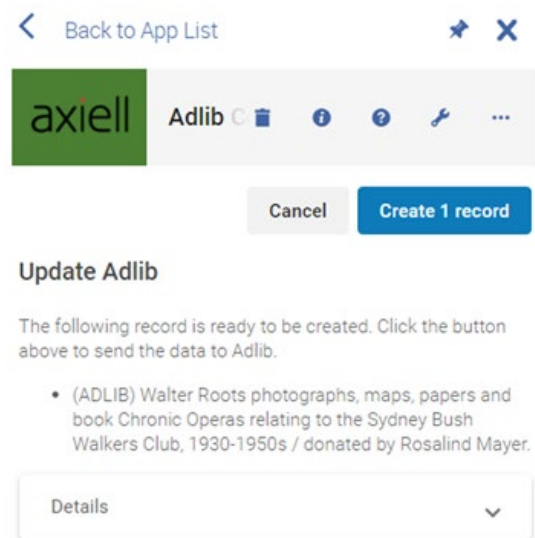 Back to App List
axiell
Adlib C
Cancel
Create 1 record
Update Adlib
The following record is ready to be created. Click the button
above to send the data to Adlib.
• (ADLIB) Walter Roots photographs, maps, papers and
book Chronic Operas relating to the Sydney Bush
Walkers Club, 1930-1950s / donated by Rosalind Mayer.
Details